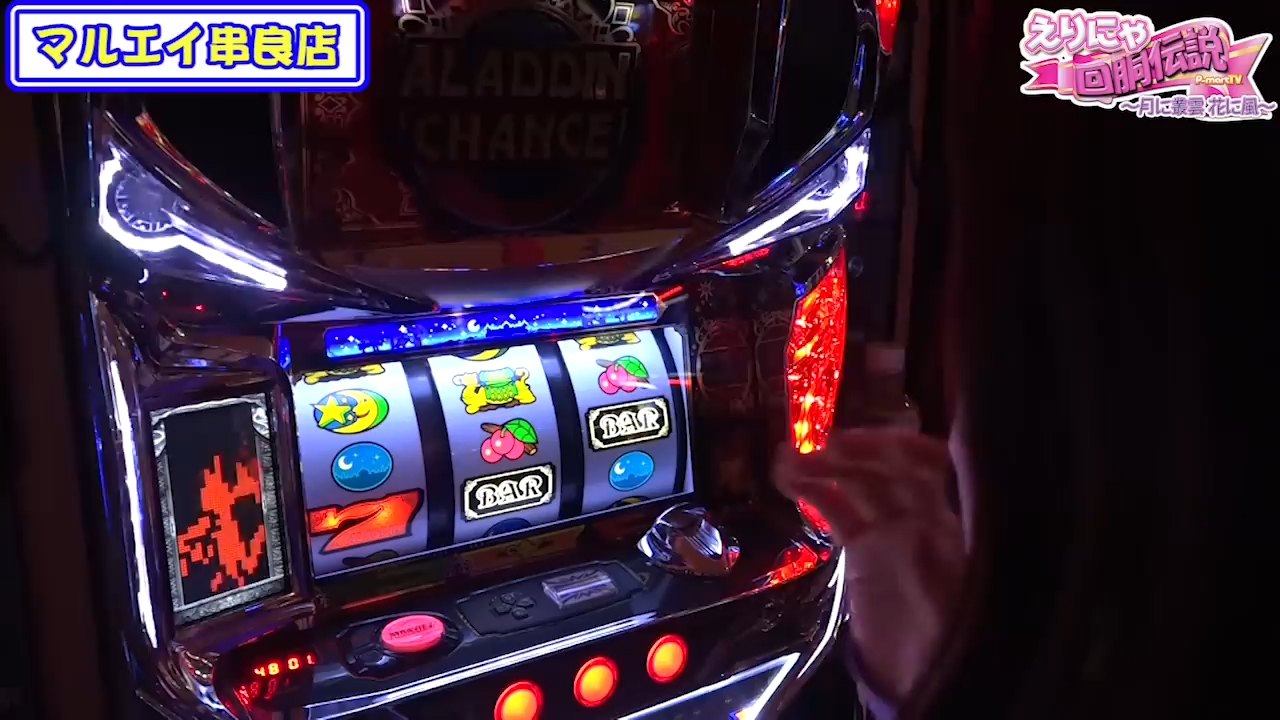 マルエイ串良店
えりにゃ
回胴伝説
P-martTV
～月に叢雲 花に風～
ALADDIN
CHANCE
BAR
BAR
4801